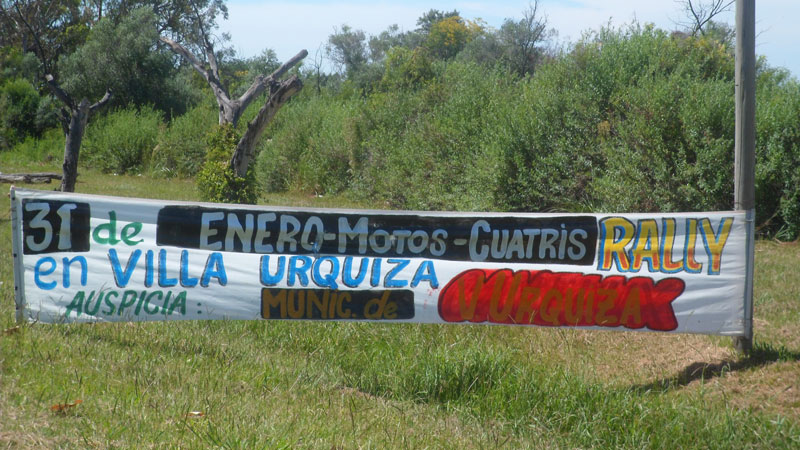 31 de ENERO-MOTOS-CUATRIS RALLY
en VILLA URQUIZA
AUSPICIA: MUNIC. de V URQUIZA